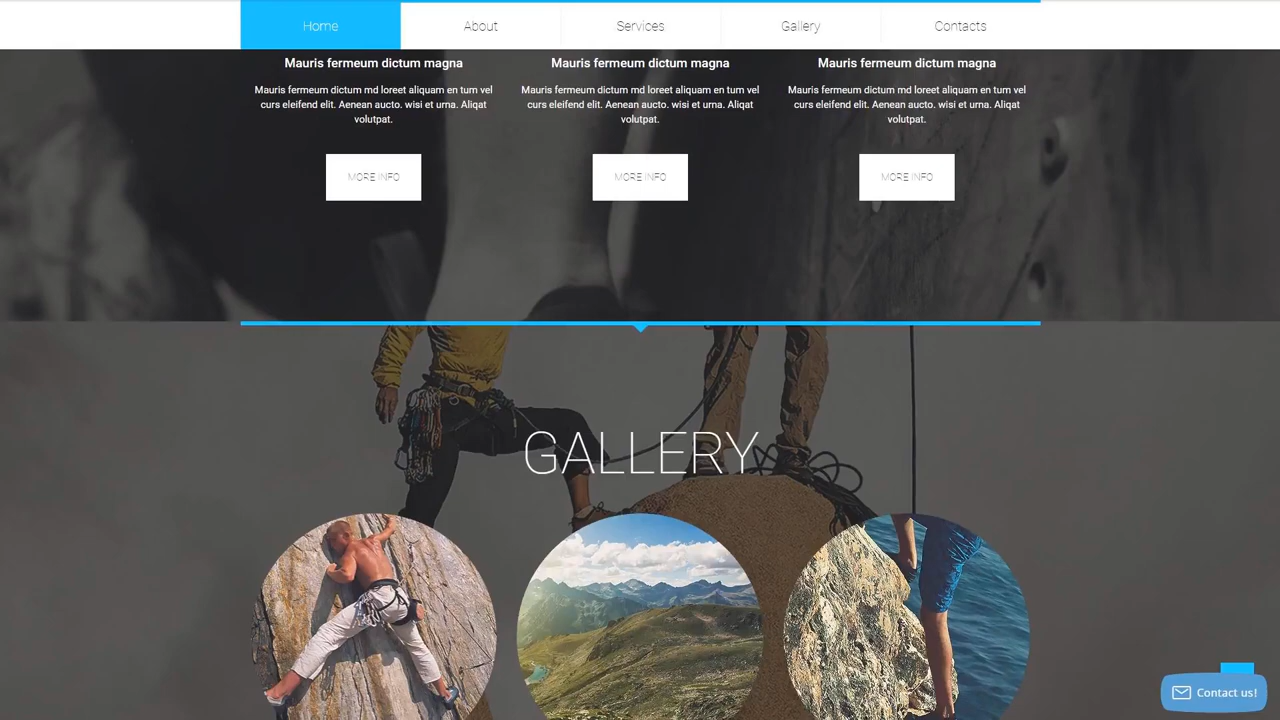 Home
About
Services
Gallery
Contacts
Mauris fermeum dictum magna
Mauris fermeum dictum md loreet aliquam en tum vel
curs eleifend elit. Aenean aucto. wisi et urna. Aliqat
volutpat.
MORE INFO
Mauris fermeum dictum magna
Mauris fermeum dictum md loreet aliquam en tum vel
curs eleifend elit. Aenean aucto. wisi et urna. Aliqat
volutpat.
MORE INFO
Mauris fermeum dictum magna
Mauris fermeum dictum md loreet aliquam en tum vel
curs eleifend elit. Aenean aucto. wisi et urna. Aliqat
volutpat.
MORE INFO
GALLERY
Contact us!